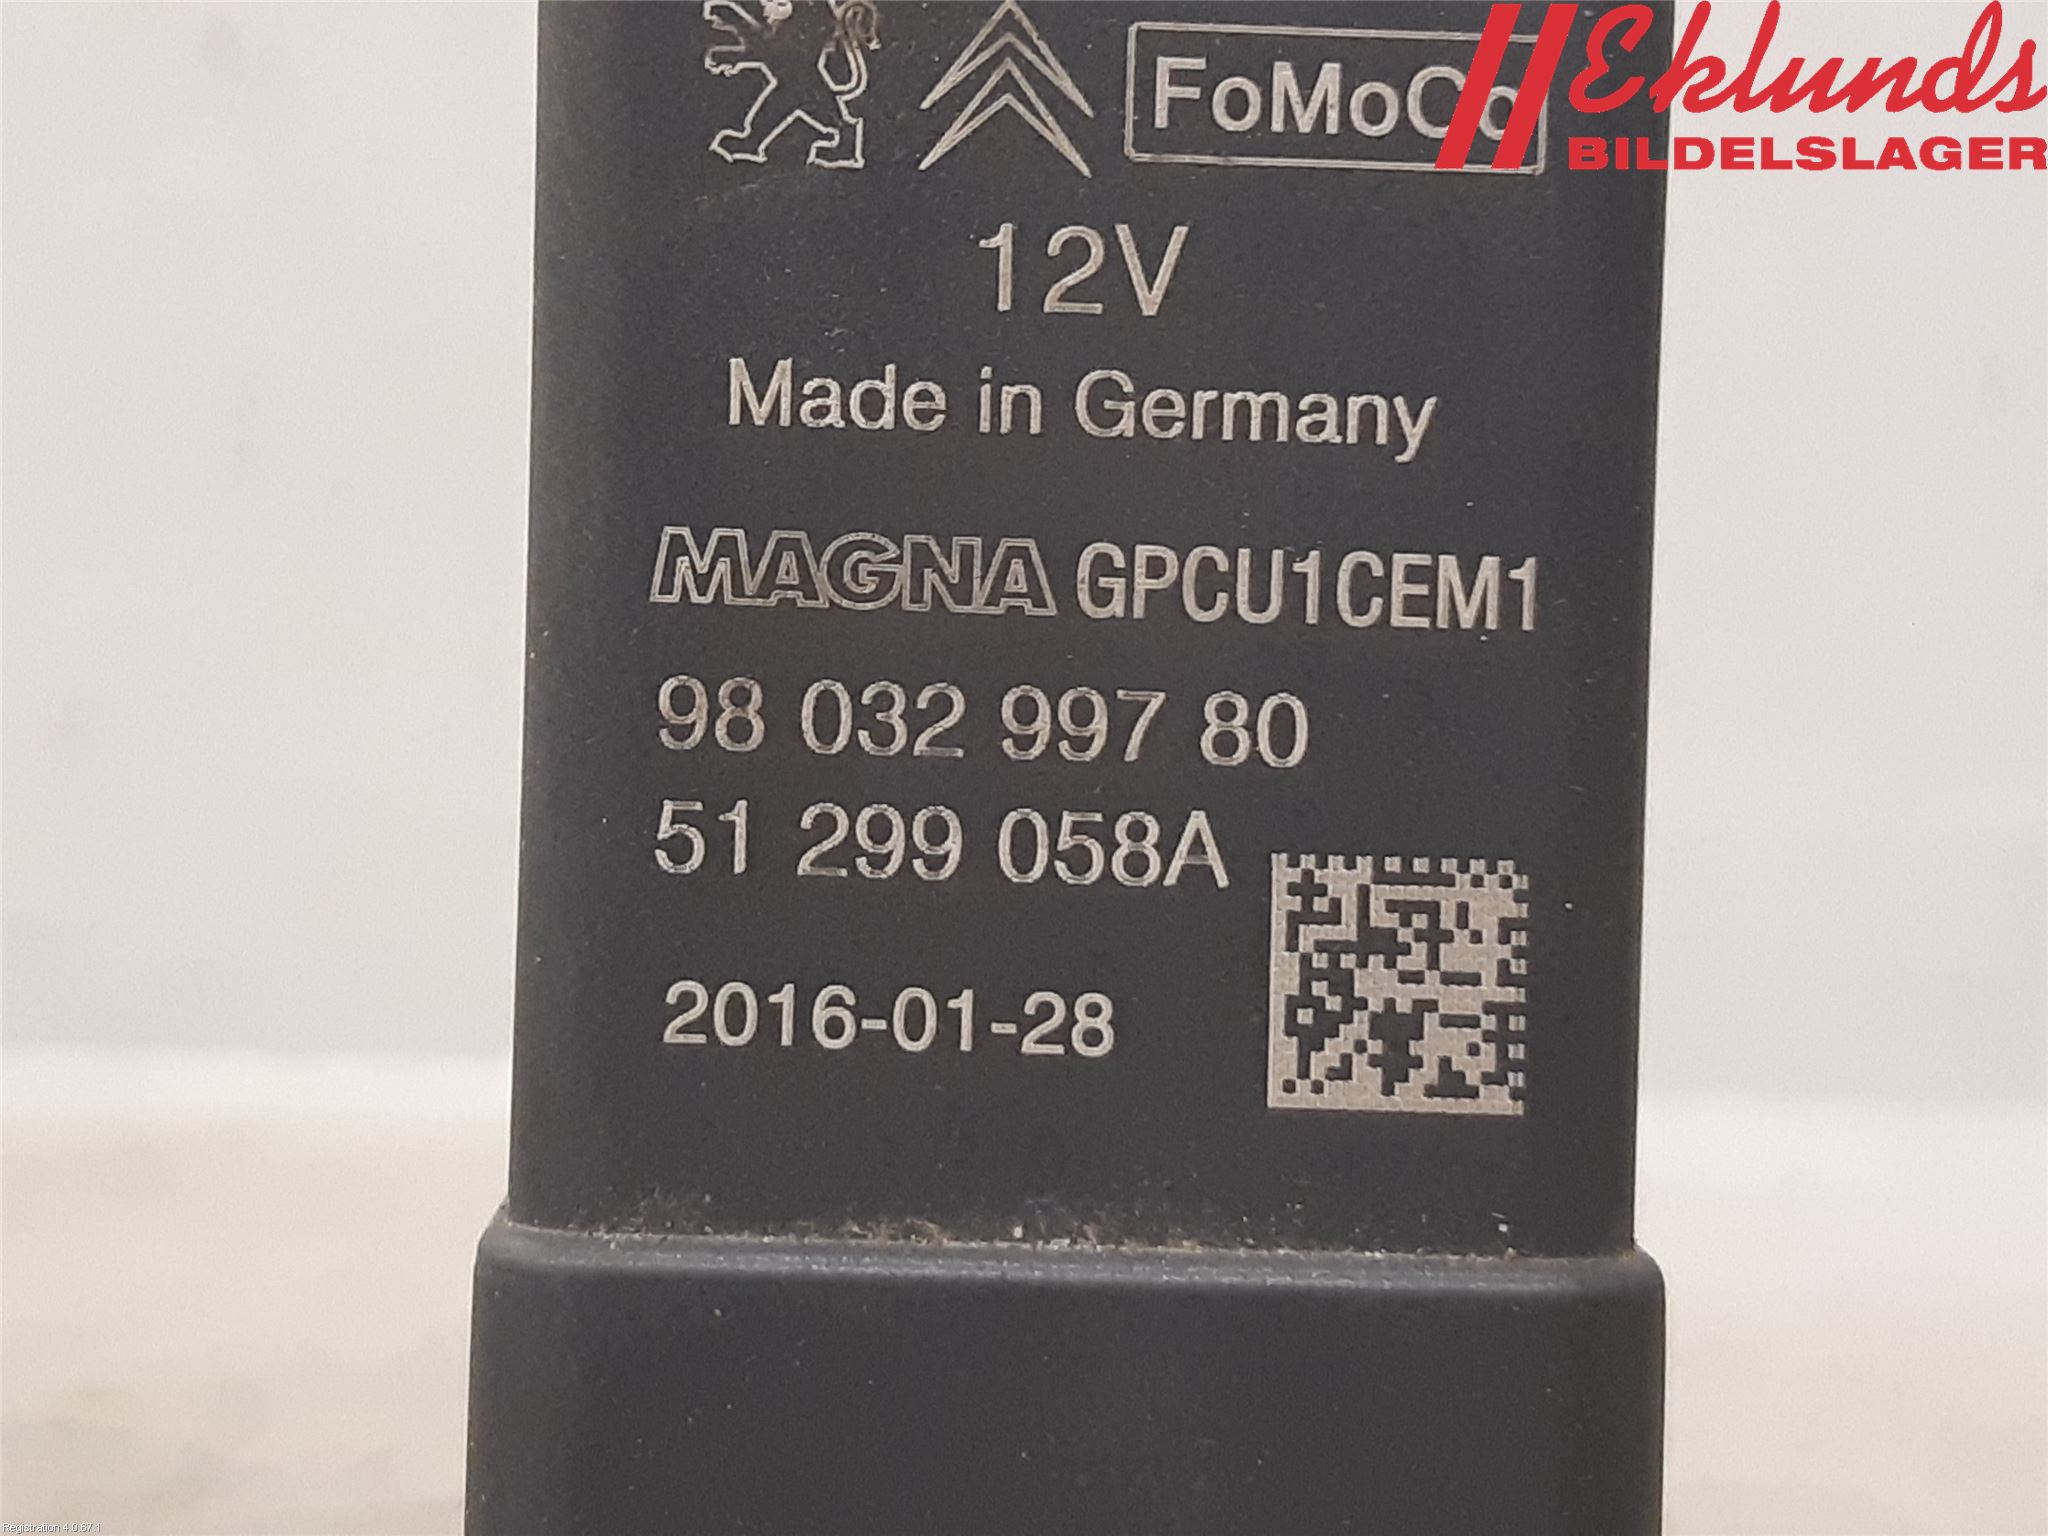 FoMoCo
Eklunds
BILDELSLAGER
12V
Made in Germany
MAGNA GPCU1CEM1
98 032 997 80
51 299 058A
2016-01-28
Registration 4.0.67.1